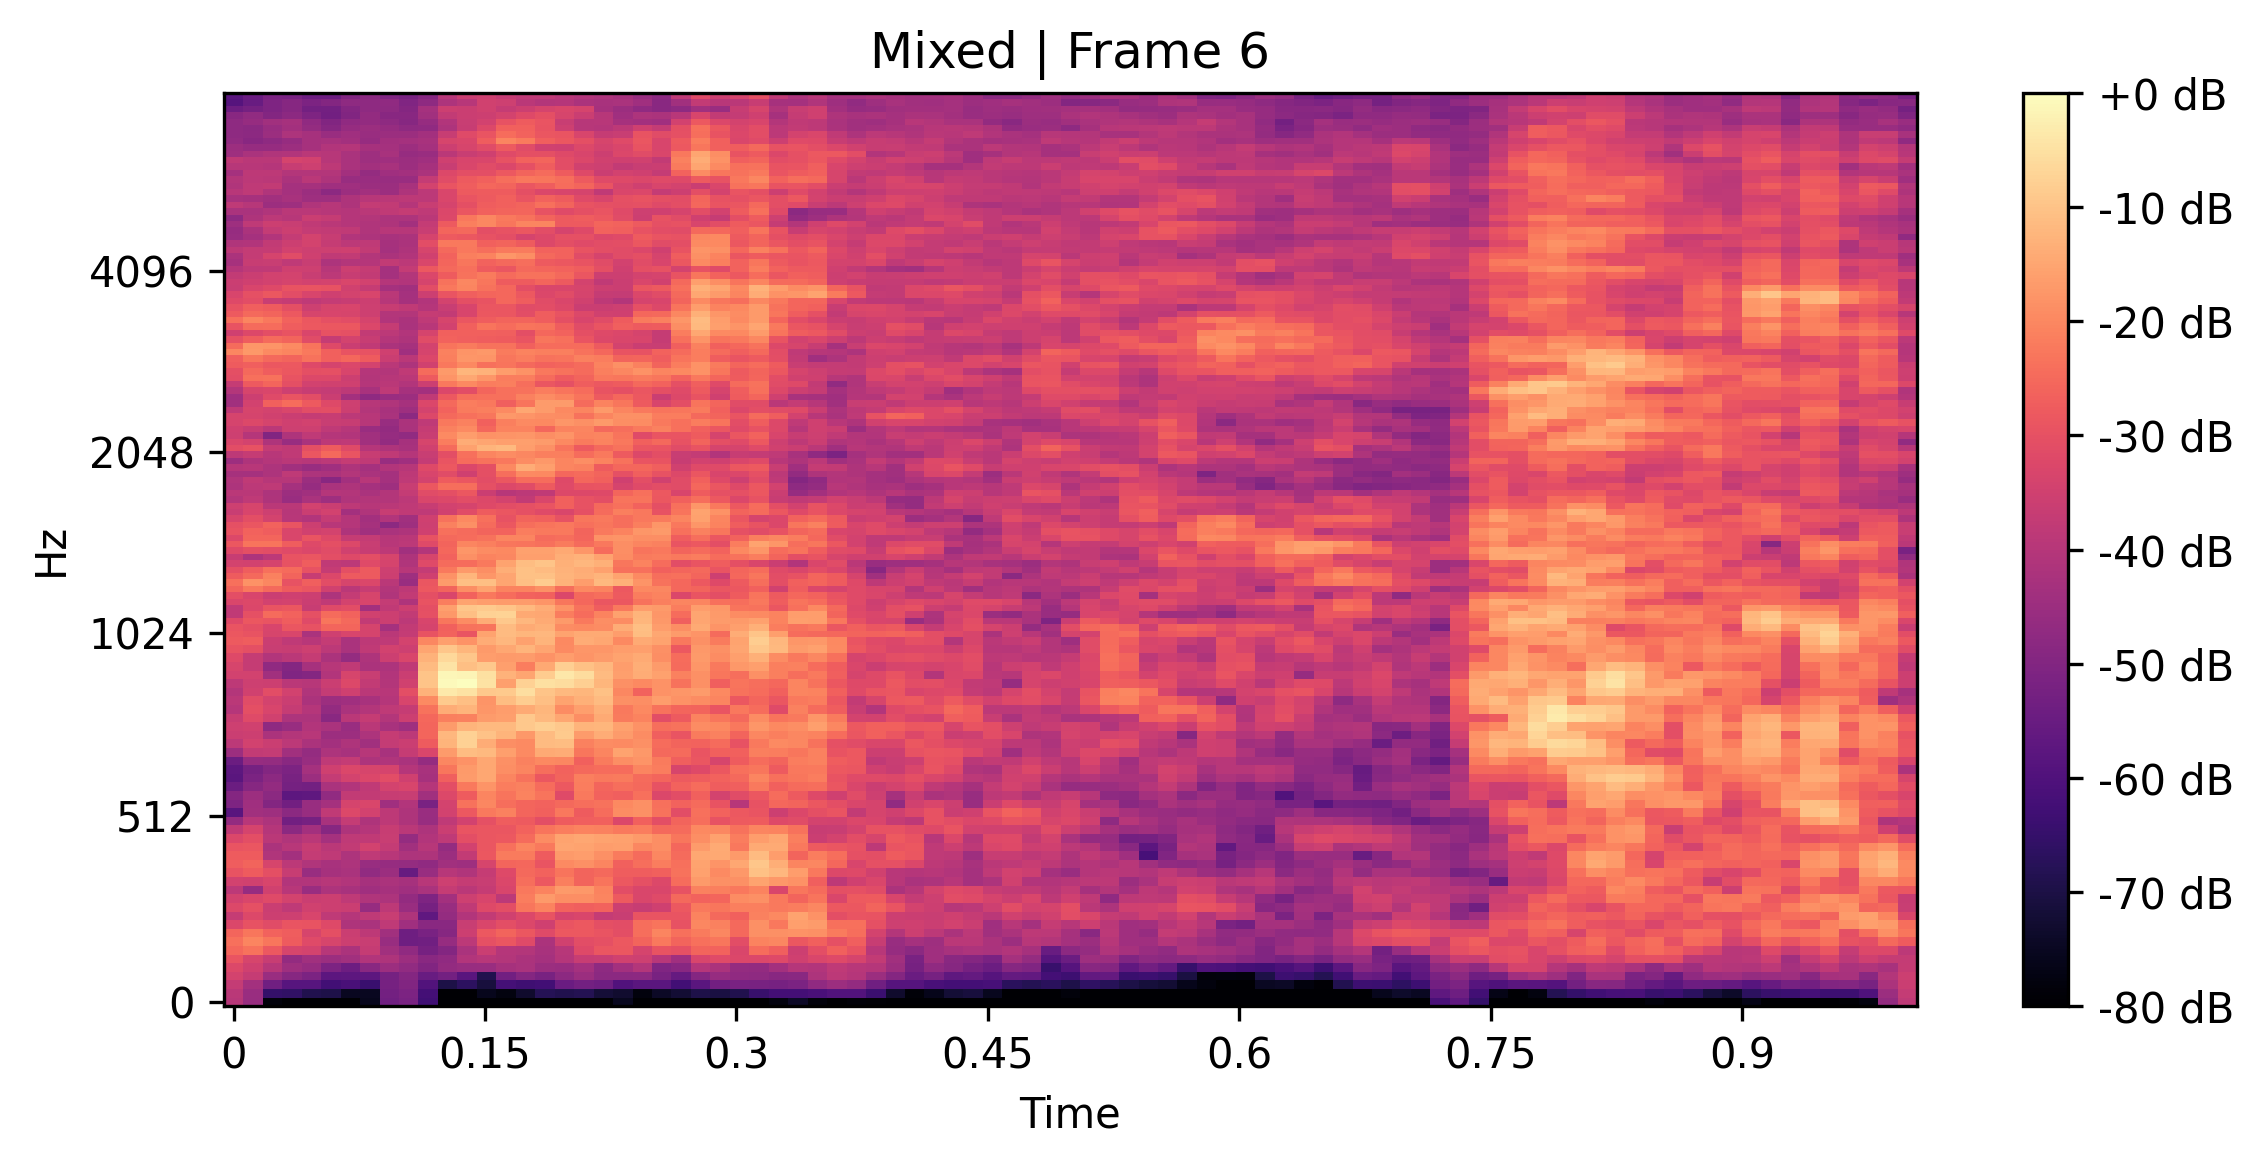 Mixed | Frame 6
+0 dB
-10 dB
-20 dB
-30 dB
-40 dB
-50 dB
-60 dB
-70 dB
-80 dB
Hz
4096
2048
1024
512
0
0 0.15 0.3 0.45 0.6 0.75 0.9
Time